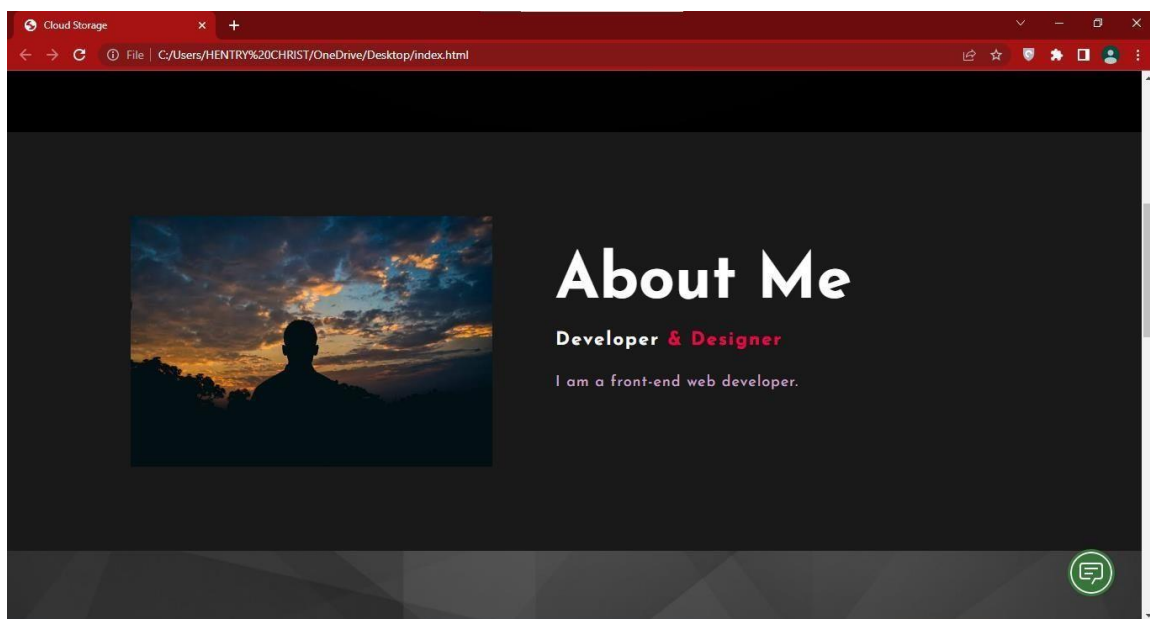 Cloud Storage
File C:/Users/HENTRY%20CHRIST/OneDrive/Desktop/index.html
About Me
Developer & Designer
I am a front-end web developer.